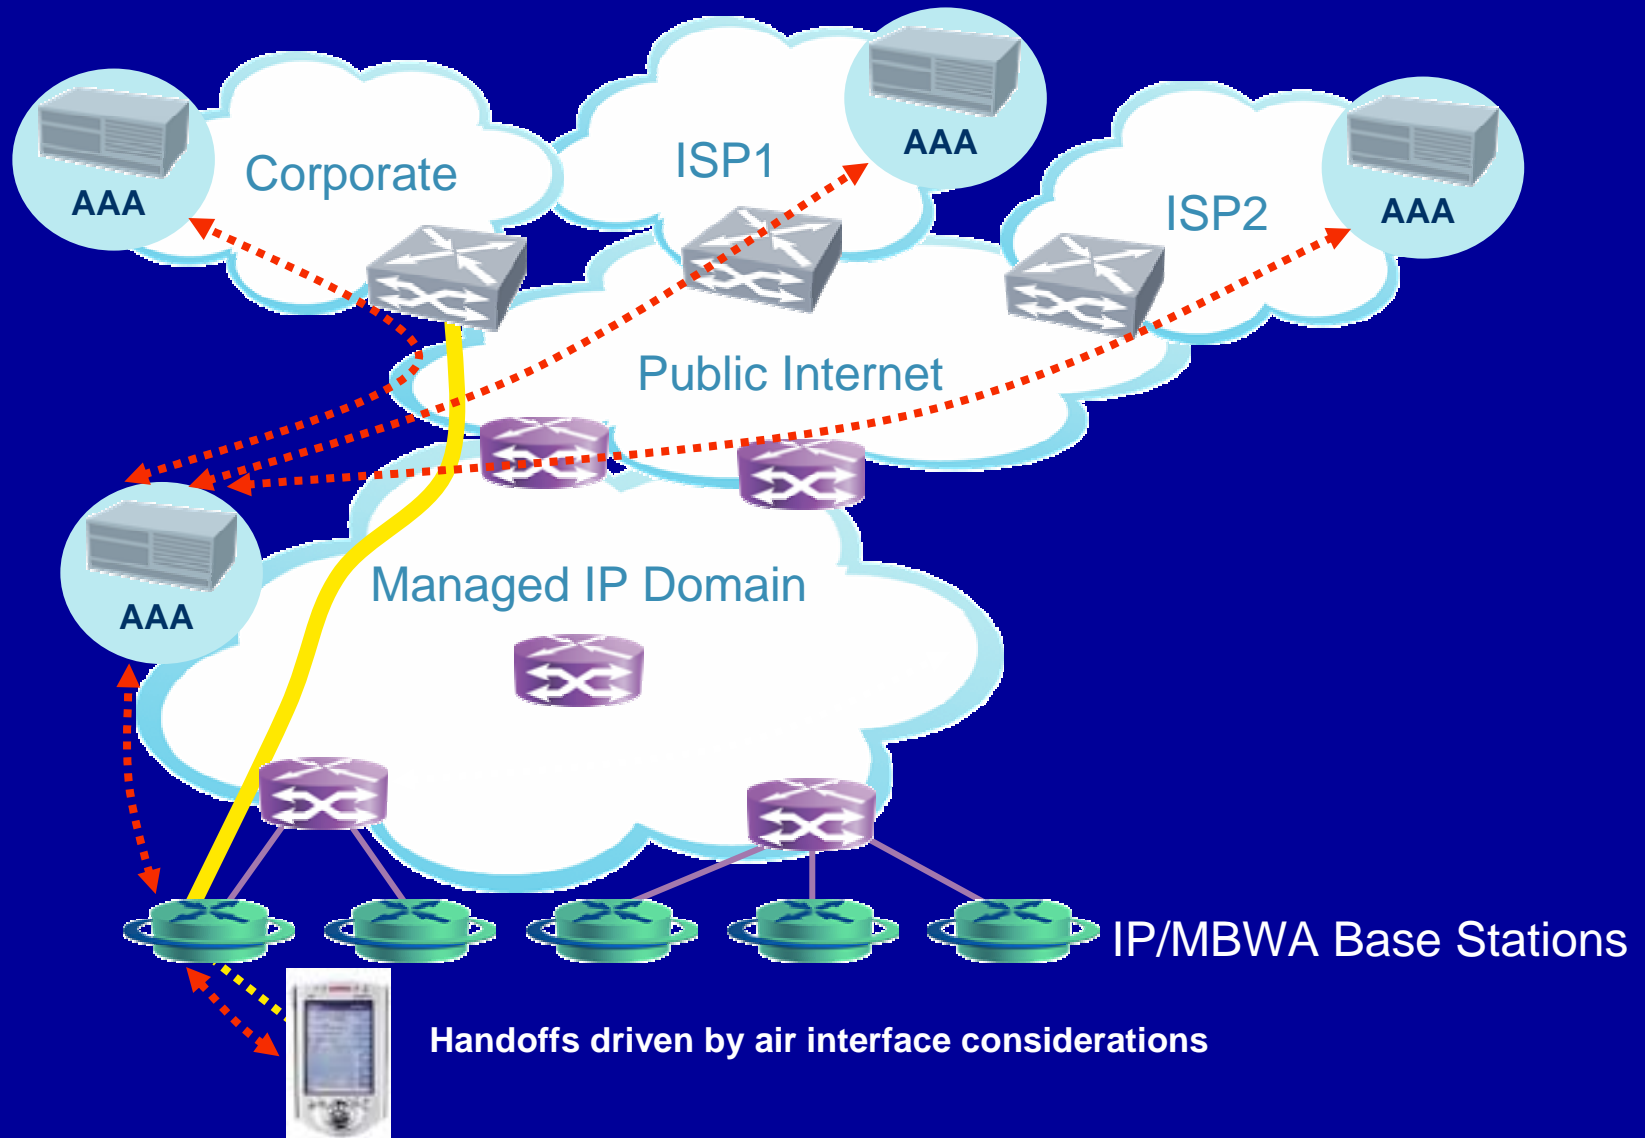 AAA
Corporate
ISP1
AAA
ISP2
AAA
Public Internet
AAA
Managed IP Domain
IP/MBWA Base Stations
Handoffs driven by air interface considerations